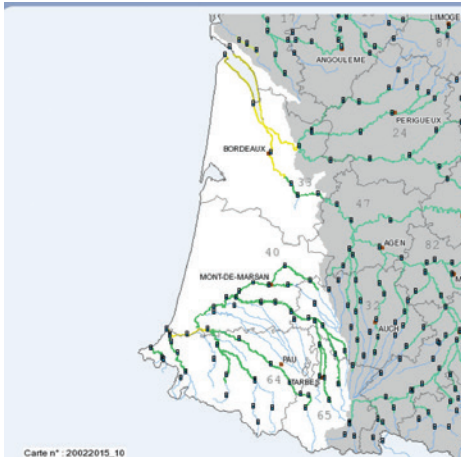 17
LIMOGE
87
ANGOULEME
PERIGUEUX
24
BORDEAUX
33
47
AGEN
40
82
MONT-DE-MARSAN
32
AUCH
PAU
64
TARBES
65
Carte n° : 20022015_10